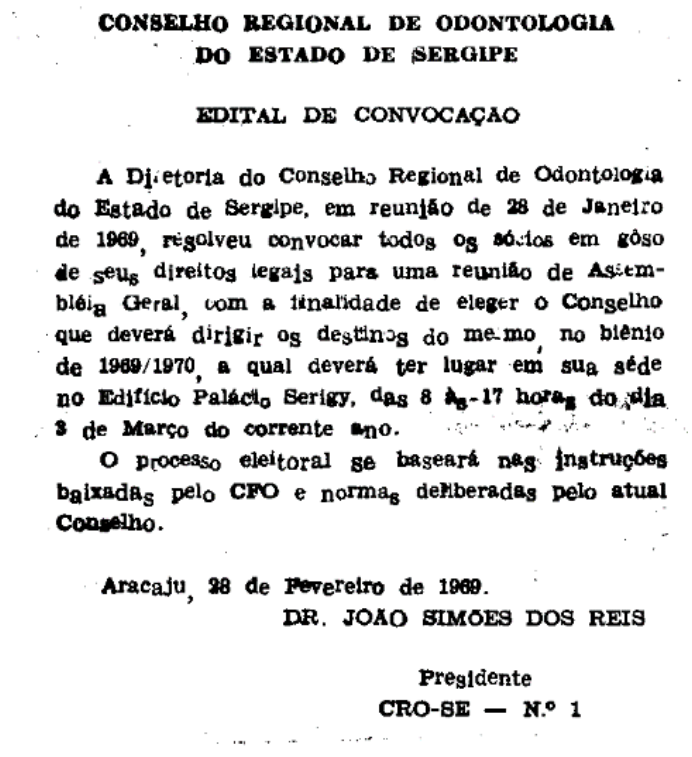 CONSELHO REGIONAL DE ODONTOLOGIA
DO ESTADO DE SERGIPE
EDITAL DE CONVOCAÇAO
A Diretoria do Conselho Regional de Odontologia
do Estado de Sergipe, em reunião de 28 de Janeiro
de 1969, resolveu convocar todos os sócios em gôso
de seus direitos legais para uma reunião de Assem-
bléia Geral, com a finalidade de eleger o Conselho
que deverá dirigir os destinos do mesmo, no biênio
de 1969/1970, a qual deverá ter lugar em sua séde
no Edifício Palácio Serigy, das 8 às 17 horas do dia
3 de Março do corrente ano.
O processo eleitoral se baseará nas instruções
baixadas pelo CFO e normas deliberadas pelo atual
Conselho.
Aracaju, 28 de Fevereiro de 1969.
DR. JOAO SIMÕES DOS REIS
Presidente
CRO-SE — N.º 1